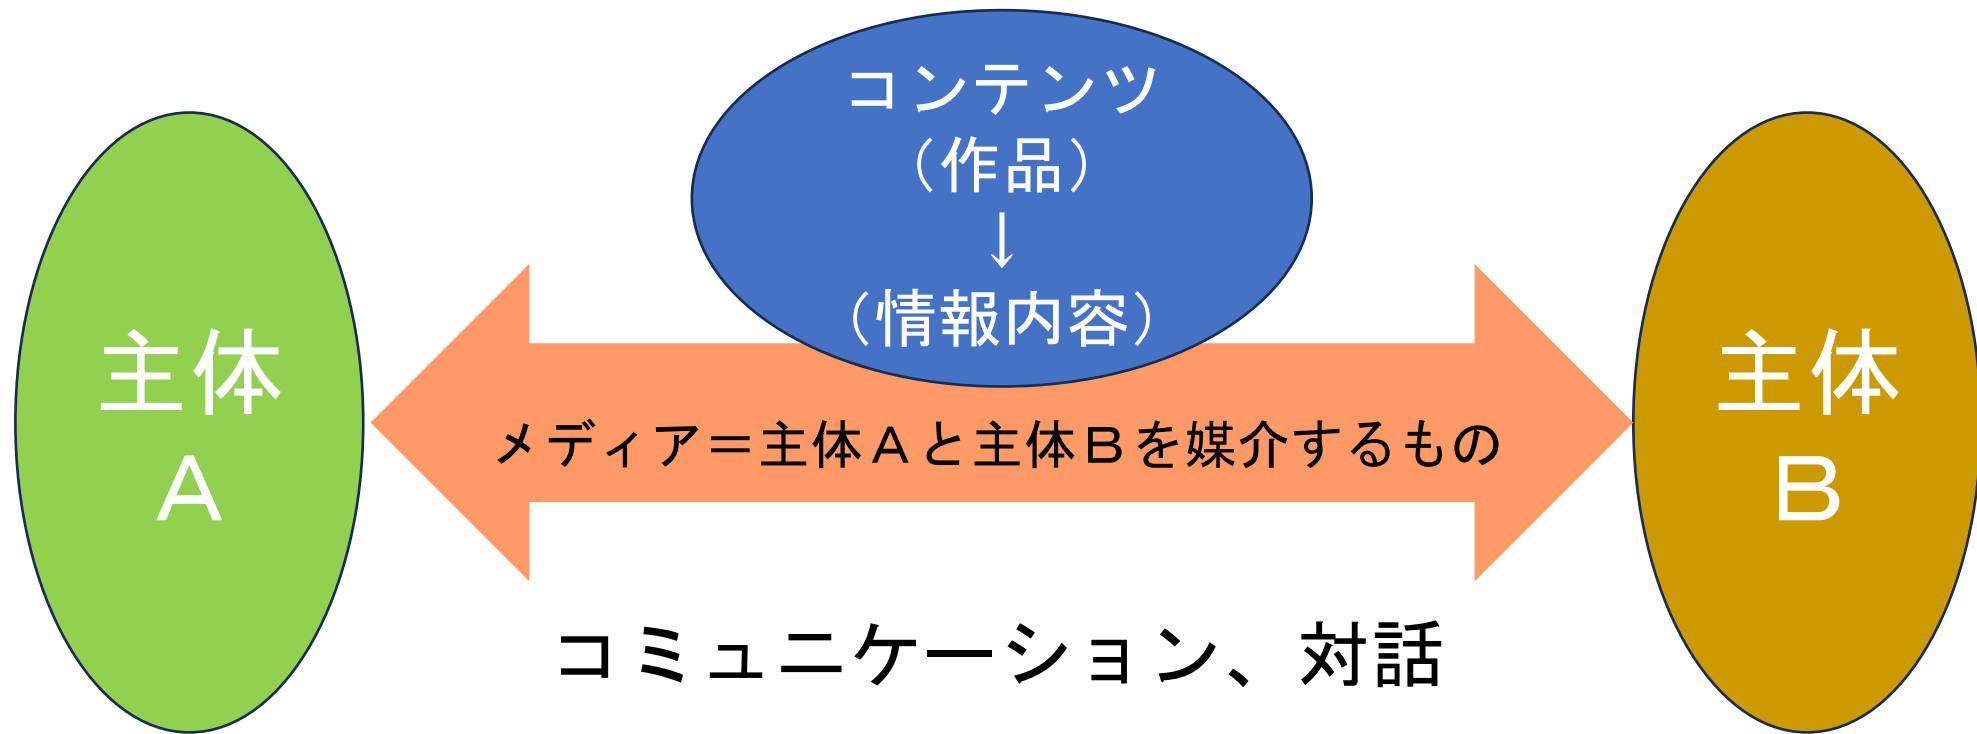 コンテンツ
（作品）
↓
（情報内容）
主体
A
メディア＝主体Aと主体Bを媒介するもの
主体
B
コミュニケーション、対話